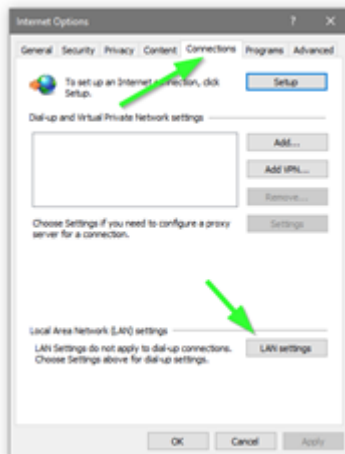 Internet Options
General Security Privacy Content Connections Programs Advanced
To set up an Internet connection, click
Setup.
Setup
Dial-up and Virtual Private Network settings
Add...
Add VPN...
Remove...
Choose Settings if you need to configure a proxy
server for a connection.
Settings
Local Area Network (LAN) settings
LAN Settings do not apply to dial-up connections.
Choose Settings above for dial-up settings.
LAN settings
OK Cancel Apply